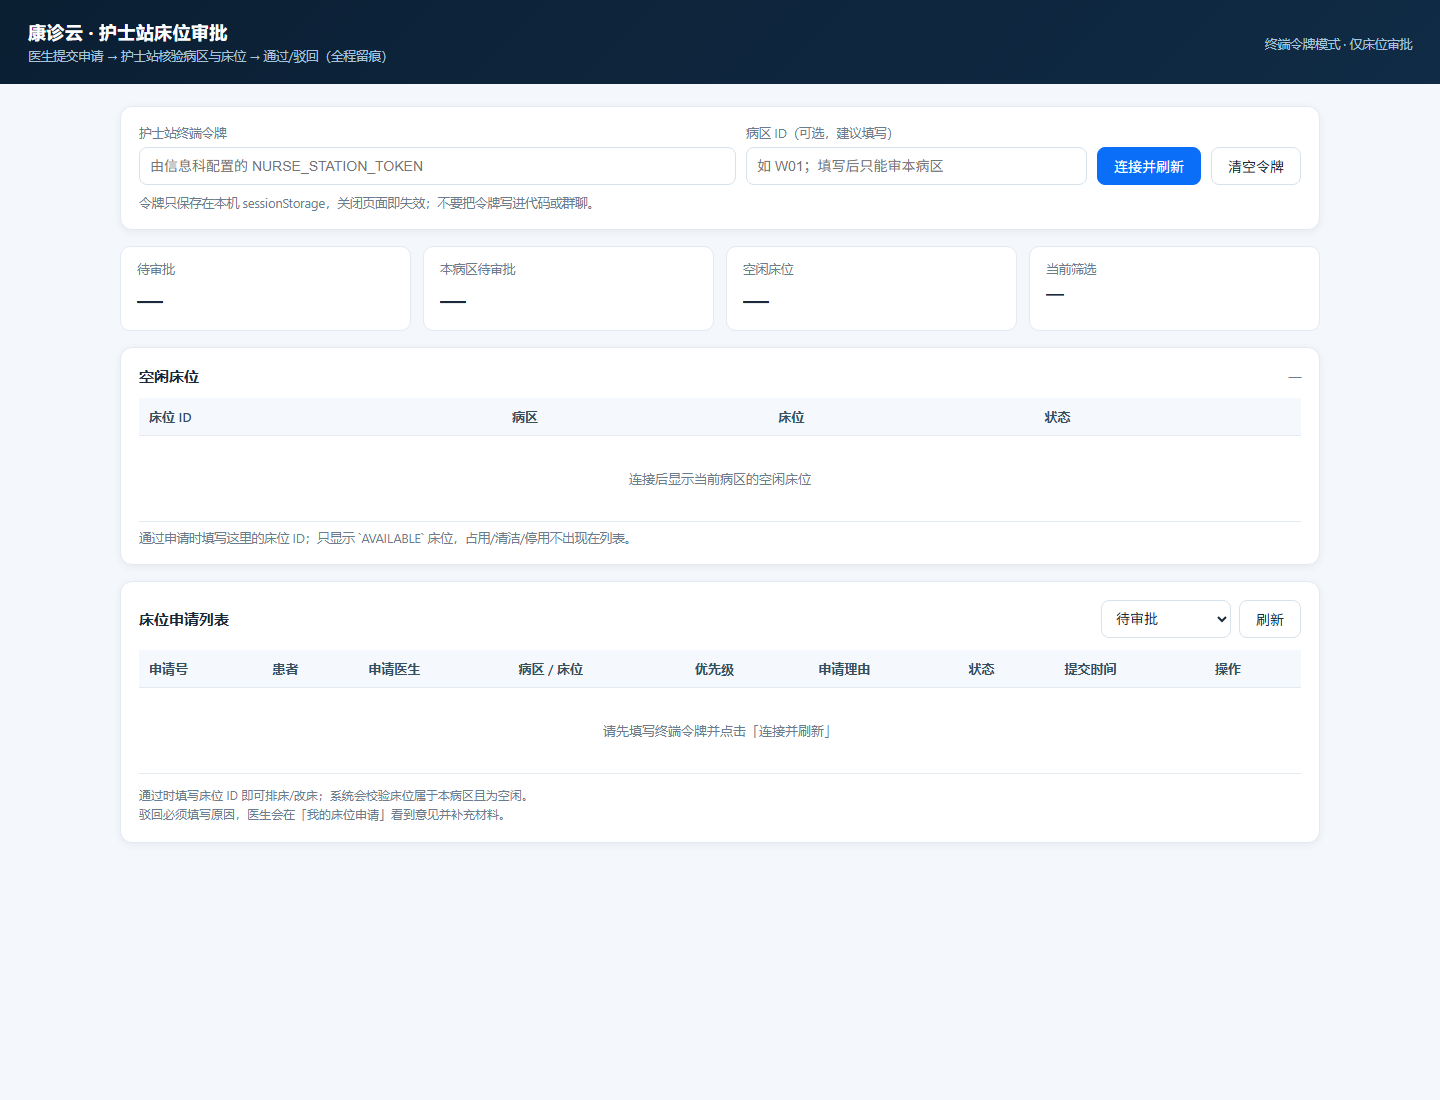 康诊云 · 护士站床位审批
医生提交申请 → 护士站核验病区与床位 → 通过/驳回（全程留痕）
终端令牌模式 · 仅床位审批
护士站终端令牌
病区 ID（可选，建议填写）
由信息科配置的 NURSE_STATION_TOKEN
如 W01；填写后只能审本病区
连接并刷新
清空令牌
令牌只保存在本机 sessionStorage，关闭页面即失效；不要把令牌写进代码或群聊。
待审批
本病区待审批
空闲床位
当前筛选
—
—
—
—
空闲床位
—
床位 ID 病区 床位 状态
连接后显示当前病区的空闲床位
通过申请时填写这里的床位 ID；只显示 `AVAILABLE` 床位，占用/清洁/停用不出现在列表。
床位申请列表
待审批
刷新
申请号 患者 申请医生 病区 / 床位 优先级 申请理由 状态 提交时间 操作
请先填写终端令牌并点击「连接并刷新」
通过时填写床位 ID 即可排床/改床；系统会校验床位属于本病区且为空闲。
驳回必须填写原因，医生会在「我的床位申请」看到意见并补充材料。